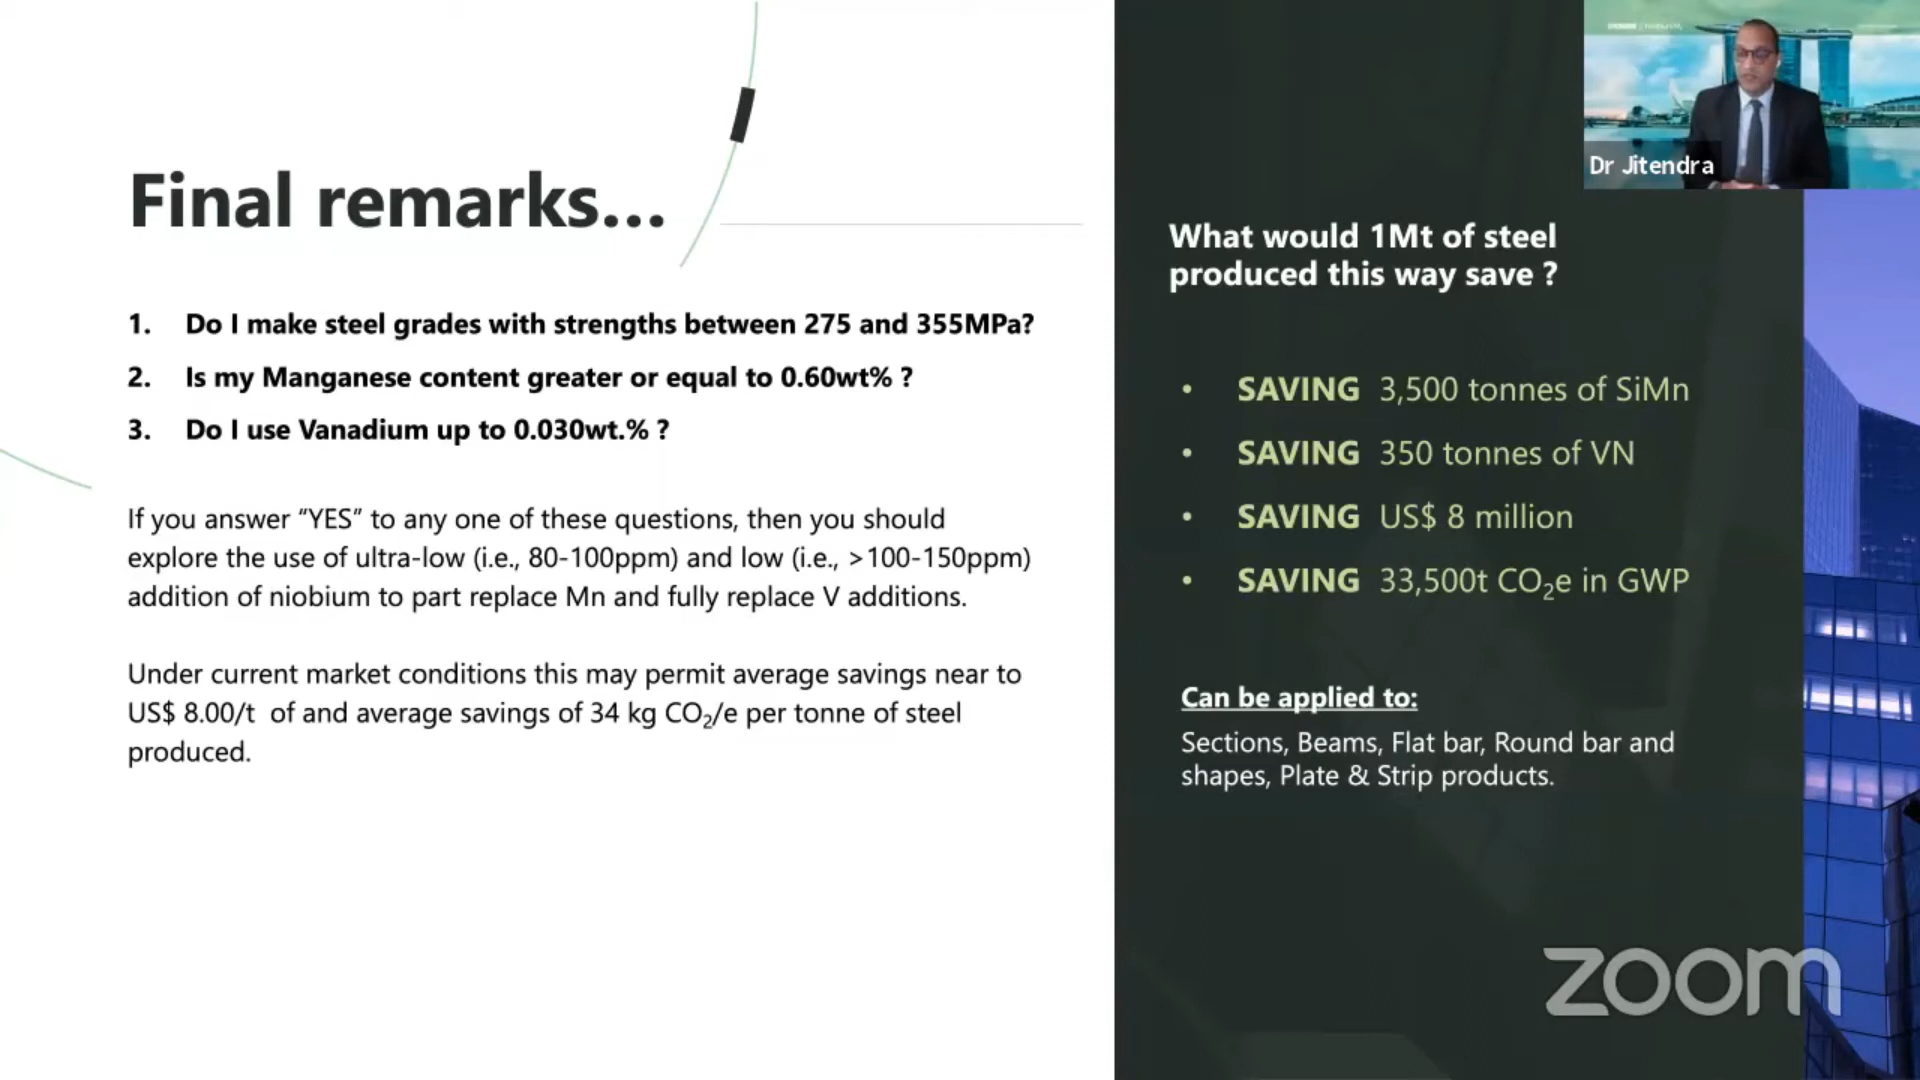 Final remarks...
1. Do I make steel grades with strengths between 275 and 355MPa?
2. Is my Manganese content greater or equal to 0.60wt% ?
3. Do I use Vanadium up to 0.030wt.% ?
If you answer “YES” to any one of these questions, then you should
explore the use of ultra-low (i.e., 80-100ppm) and low (i.e., >100-150ppm)
addition of niobium to part replace Mn and fully replace V additions.
Under current market conditions this may permit average savings near to
US$ 8.00/t of and average savings of 34 kg CO₂/e per tonne of steel
produced.
Dr Jitendra
What would 1Mt of steel
produced this way save ?
• SAVING 3,500 tonnes of SiMn
• SAVING 350 tonnes of VN
• SAVING US$ 8 million
• SAVING 33,500t CO₂e in GWP
Can be applied to:
Sections, Beams, Flat bar, Round bar and
shapes, Plate & Strip products.
zoom